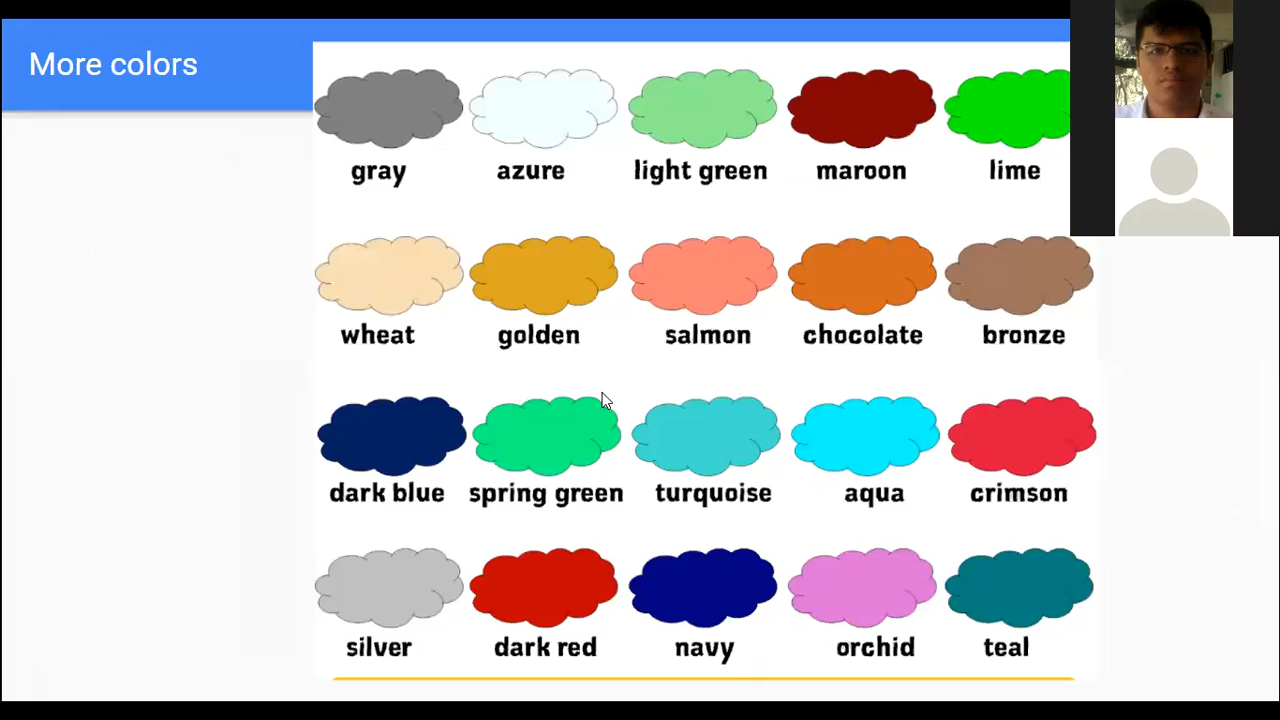 More colors
gray azure light green maroon lime
wheat golden salmon chocolate bronze
dark blue spring green turquoise aqua crimson
silver dark red navy orchid teal